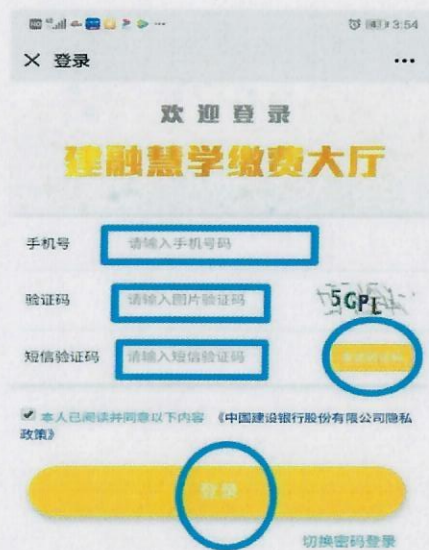 3:54
登录
欢迎登录
建融慧学缴费大厅
手机号 请输入手机号码
验证码 请输入图片验证码 5GPL
短信验证码 请输入短信验证码
本人已阅读并同意以下内容 《中国建设银行股份有限公司隐私
政策》
登录
切换密码登录